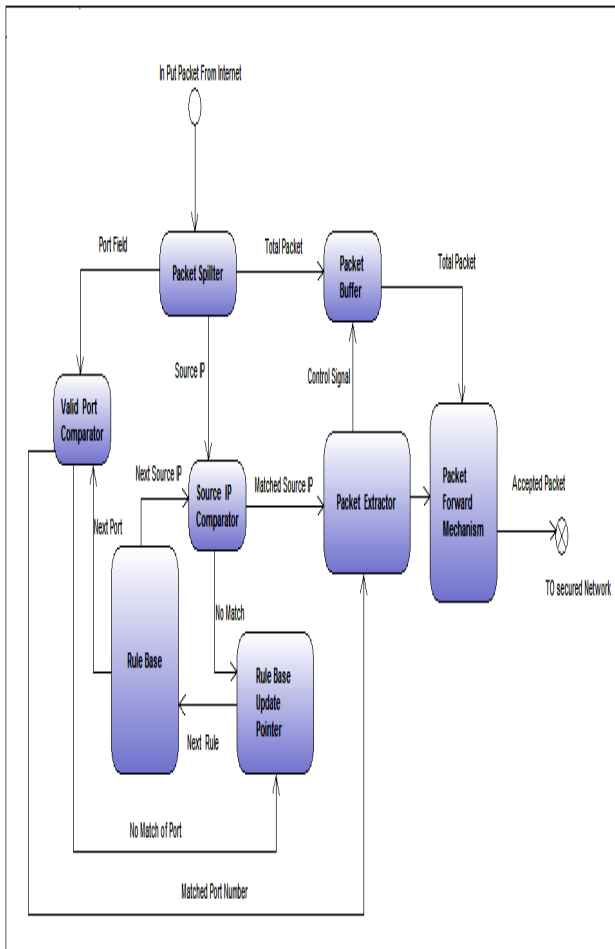 In Put Packet From Internet
Port Field
Packet Spillter
Total Packet
Packet
Buffer
Total Packet
Source IP
Control Signal
Valid Port
Comparator
Next Source IP
Source IP
Comparator
Matched Source IP
Packet Extractor
Packet
Forward
Mechanism
Accepted Packet
TO secured Network
Next Port
No Match
Rule Base
Rule Base
Update
Pointer
Next Rule
No Match of Port
Matched Port Number